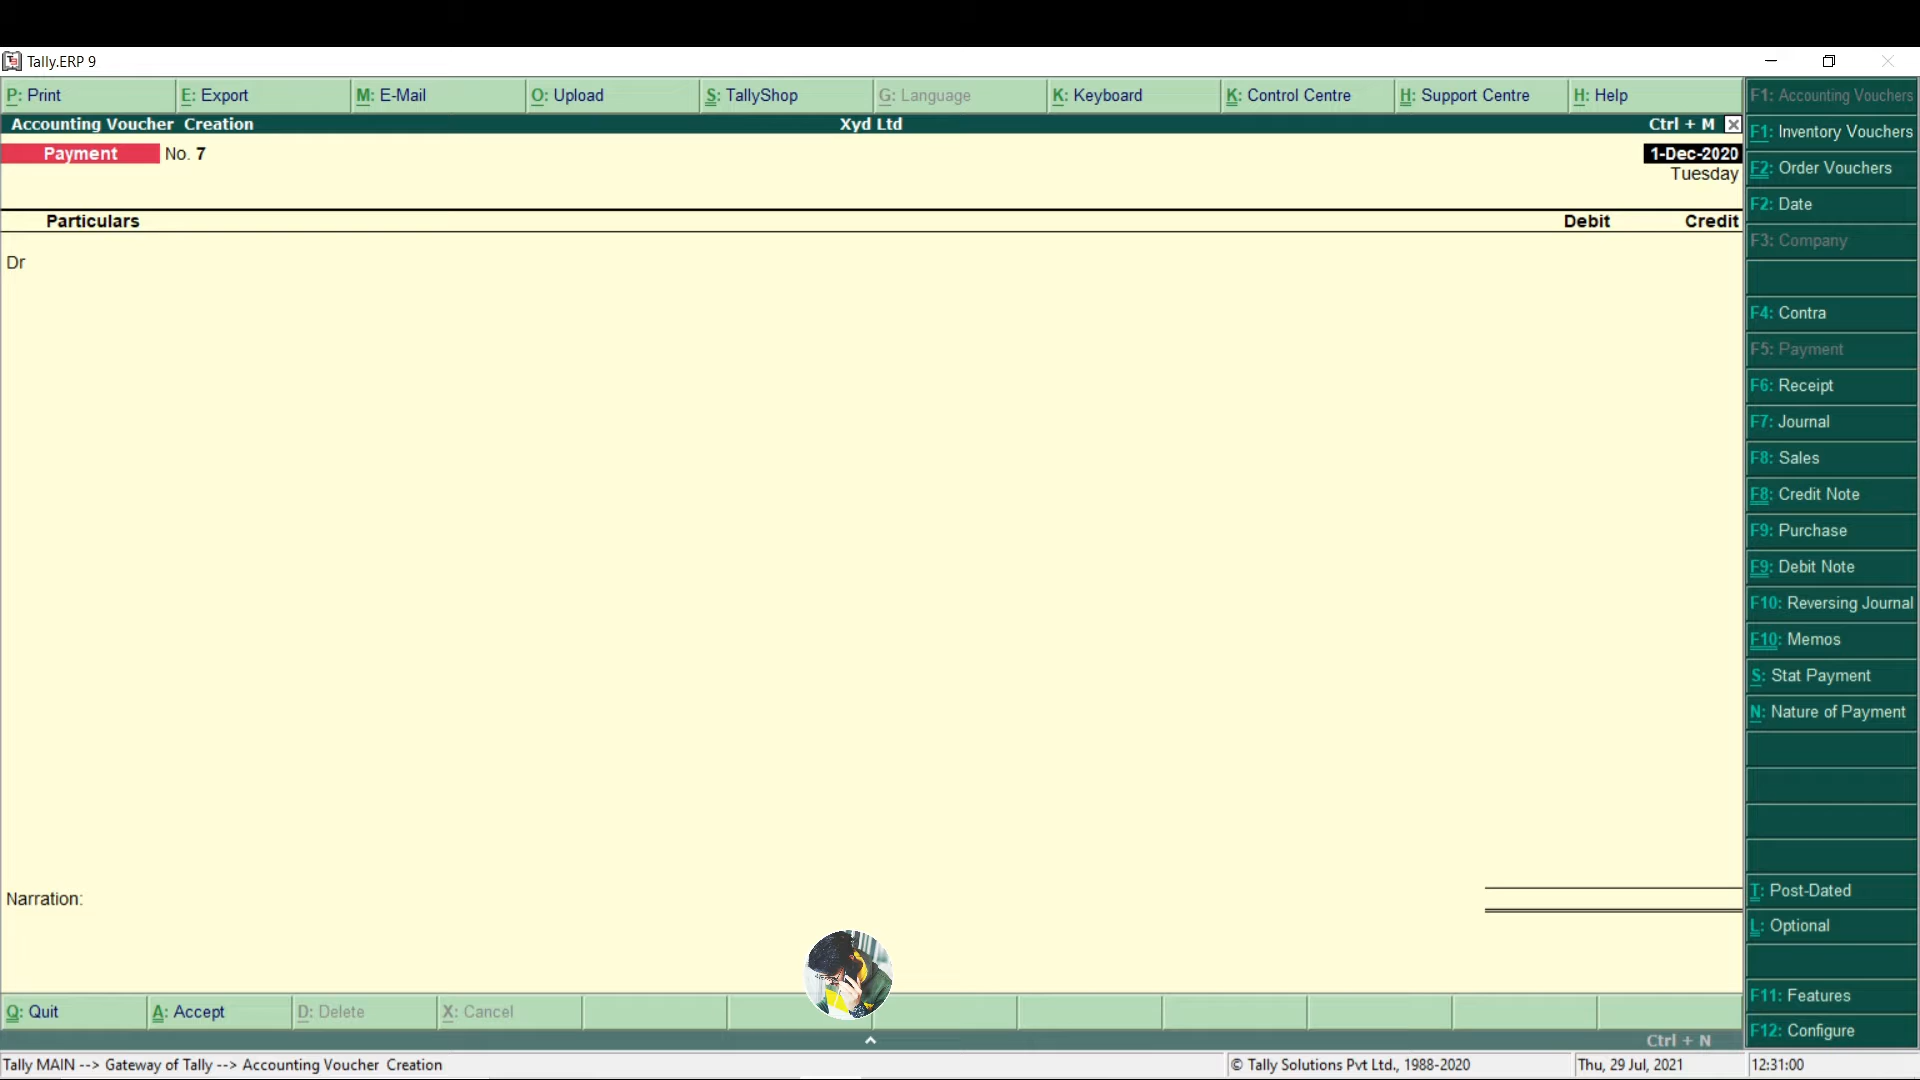 Tally.ERP 9
P: Print E: Export M: E-Mail O: Upload S: TallyShop G: Language K: Keyboard K: Control Centre H: Support Centre H: Help
Accounting Voucher Creation Xyd Ltd Ctrl + M
Payment No. 7 1-Dec-2020
Tuesday
Particulars Debit Credit
Dr
Narration:
F1: Accounting Vouchers
F1: Inventory Vouchers
F2: Order Vouchers
F2: Date
F3: Company
F4: Contra
F5: Payment
F6: Receipt
F7: Journal
F8: Sales
F8: Credit Note
F9: Purchase
F9: Debit Note
F10: Reversing Journal
F10: Memos
S: Stat Payment
N: Nature of Payment
T: Post-Dated
L: Optional
F11: Features
F12: Configure
Q: Quit A: Accept D: Delete X: Cancel
Ctrl + N
Tally MAIN --> Gateway of Tally --> Accounting Voucher Creation © Tally Solutions Pvt Ltd., 1988-2020 Thu, 29 Jul, 2021 12:31:00